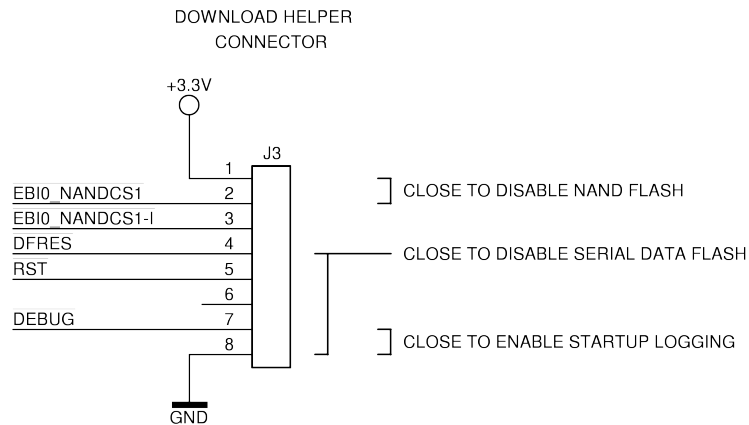 DOWNLOAD HELPER
CONNECTOR
+3.3V
J3
1
EBI0_NANDCS1 2 CLOSE TO DISABLE NAND FLASH
EBI0_NANDCS1-I 3
DFRES 4 CLOSE TO DISABLE SERIAL DATA FLASH
RST 5
6
DEBUG 7
8 CLOSE TO ENABLE STARTUP LOGGING
GND